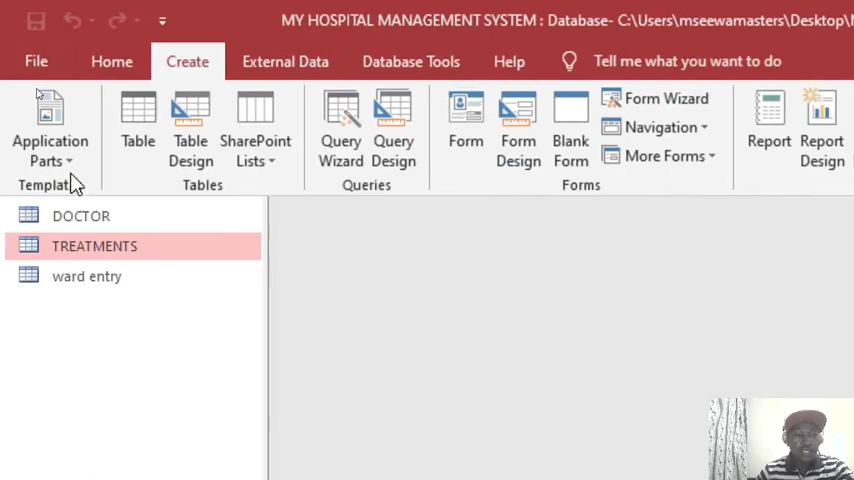 MY HOSPITAL MANAGEMENT SYSTEM : Database- C:\Users\mseewamasters\Desktop\
File Home Create External Data Database Tools Help Tell me what you want to do
Application Parts
Table
Table Design
SharePoint Lists
Query Wizard
Query Design
Form
Form Design
Blank Form
Form Wizard
Navigation
More Forms
Report
Report Design
Templat
Tables
Queries
Forms
DOCTOR
TREATMENTS
ward entry